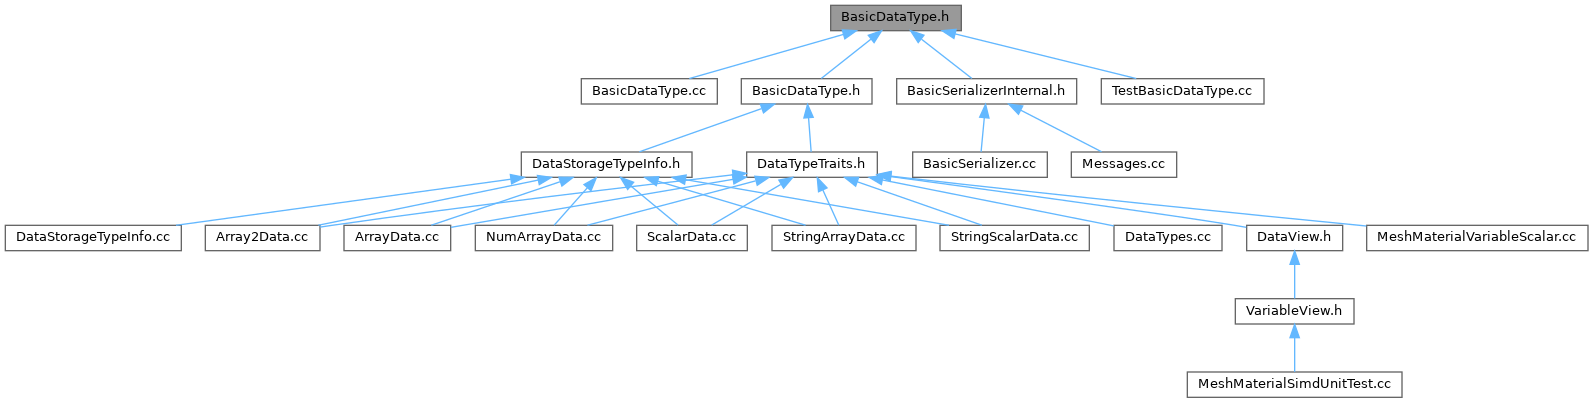 BasicDataType.h
BasicDataType.cc
BasicDataType.h
BasicSerializerInternal.h
TestBasicDataType.cc
DataStorageTypeInfo.h
DataTypeTraits.h
BasicSerializer.cc
Messages.cc
DataStorageTypeInfo.cc
Array2Data.cc
ArrayData.cc
NumArrayData.cc
ScalarData.cc
StringArrayData.cc
StringScalarData.cc
DataTypes.cc
DataView.h
MeshMaterialVariableScalar.cc
VariableView.h
MeshMaterialSimdUnitTest.cc